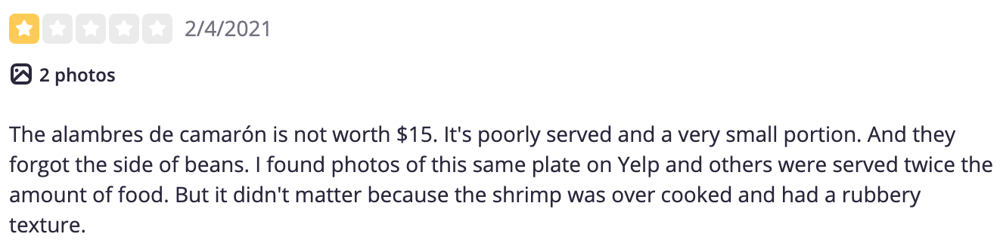 2/4/2021
2 photos
The alambres de camarón is not worth $15. It's poorly served and a very small portion. And they
forgot the side of beans. I found photos of this same plate on Yelp and others were served twice the
amount of food. But it didn't matter because the shrimp was over cooked and had a rubbery
texture.